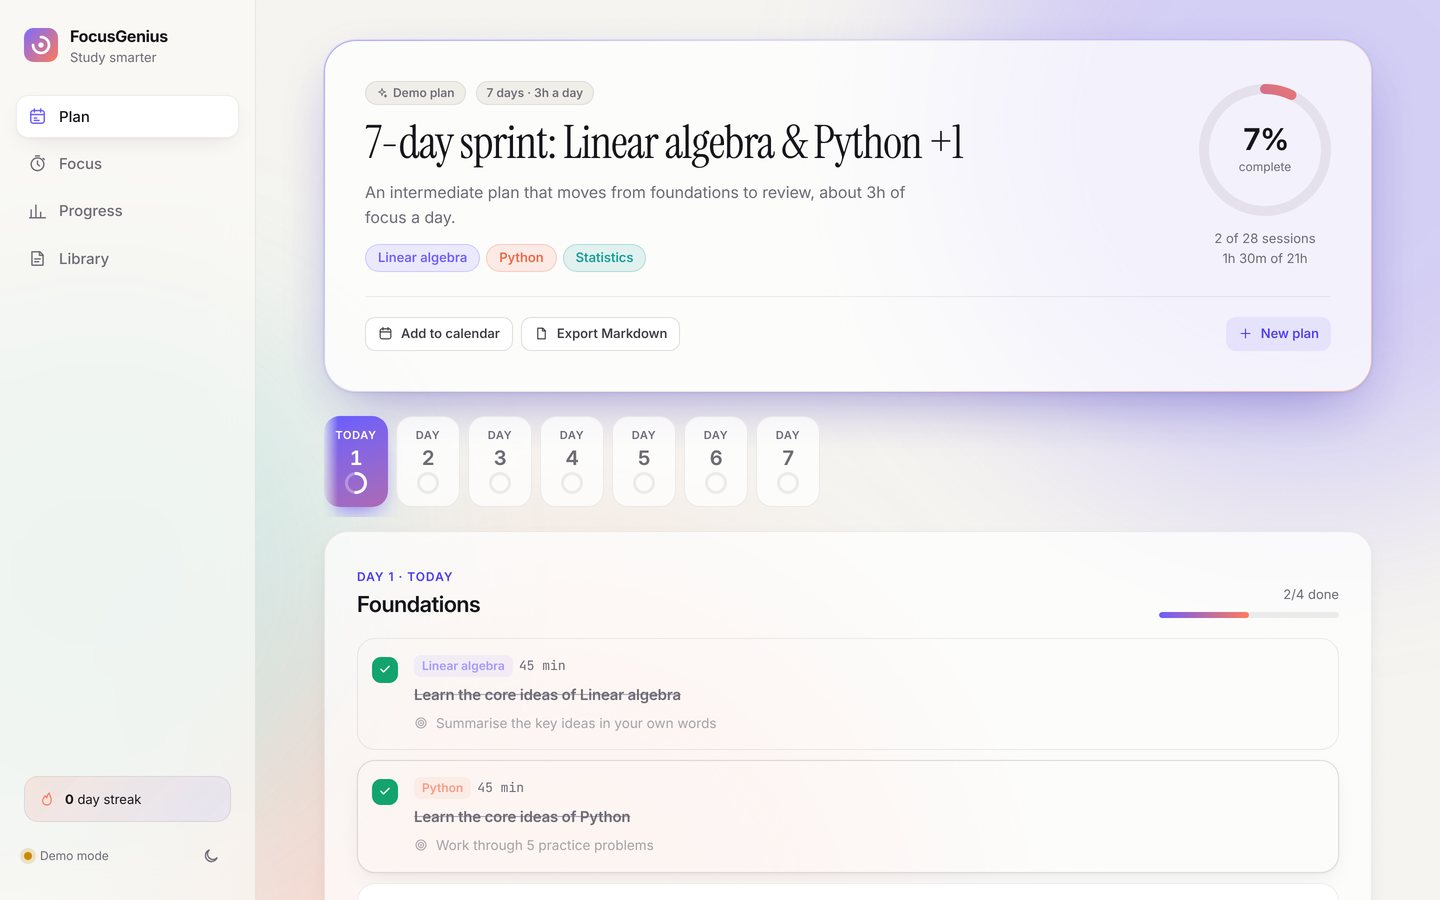 FocusGenius
Study smarter
Plan
Focus
Progress
Library
0 day streak
Demo mode
Demo plan
7 days · 3h a day
7-day sprint: Linear algebra & Python +1
An intermediate plan that moves from foundations to review, about 3h of
focus a day.
Linear algebra
Python
Statistics
7%
complete
2 of 28 sessions
1h 30m of 21h
Add to calendar
Export Markdown
New plan
TODAY
1
DAY
2
DAY
3
DAY
4
DAY
5
DAY
6
DAY
7
DAY 1 · TODAY
Foundations
2/4 done
Linear algebra 45 min
Learn the core ideas of Linear algebra
Summarise the key ideas in your own words
Python 45 min
Learn the core ideas of Python
Work through 5 practice problems